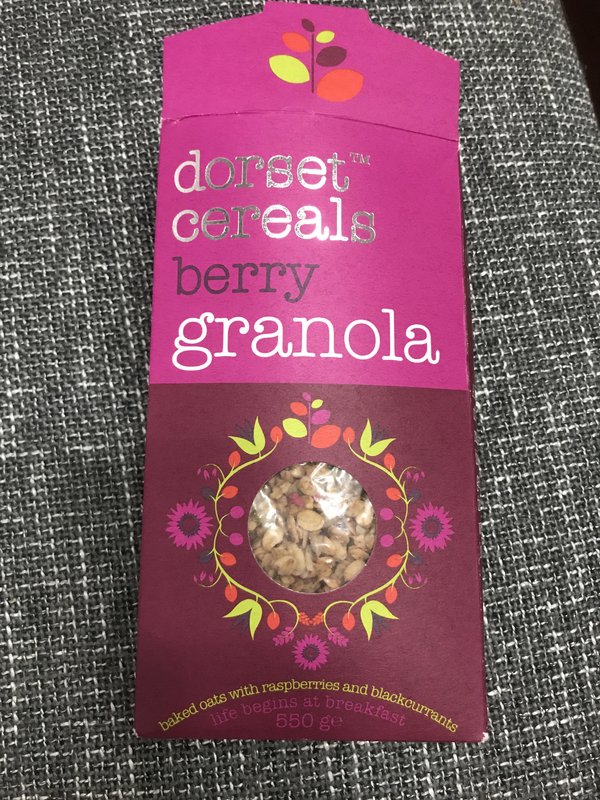 dorset™
cereals
berry
granola
baked oats with raspberries and blackcurrants
life begins at breakfast
550 g℮